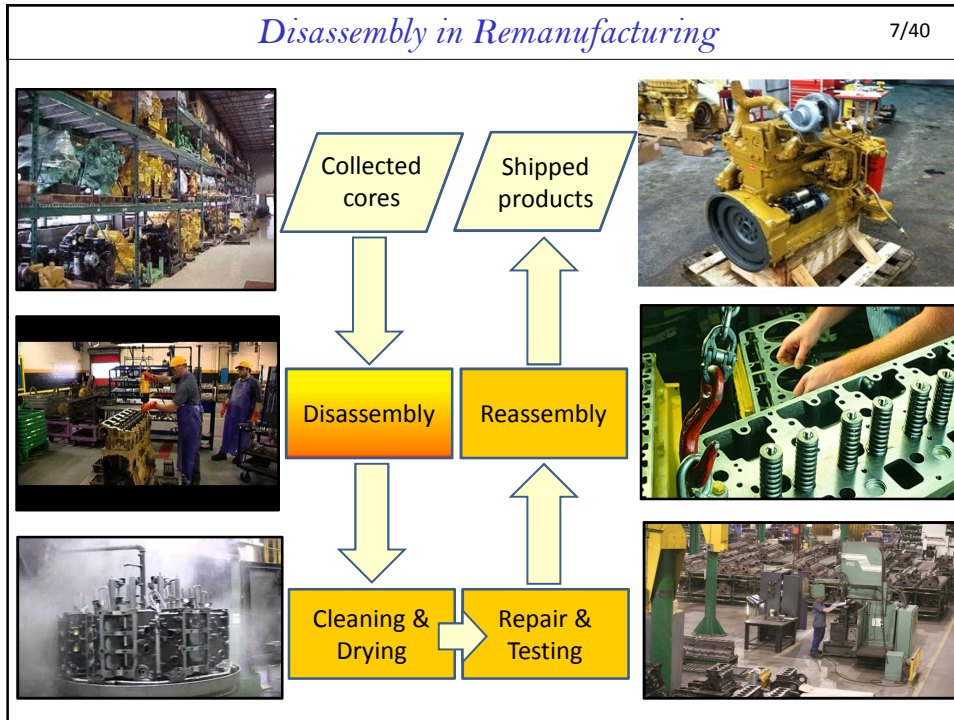 Disassembly in Remanufacturing
7/40
Collected
cores
Shipped
products
Disassembly
Reassembly
Cleaning &
Drying
Repair &
Testing